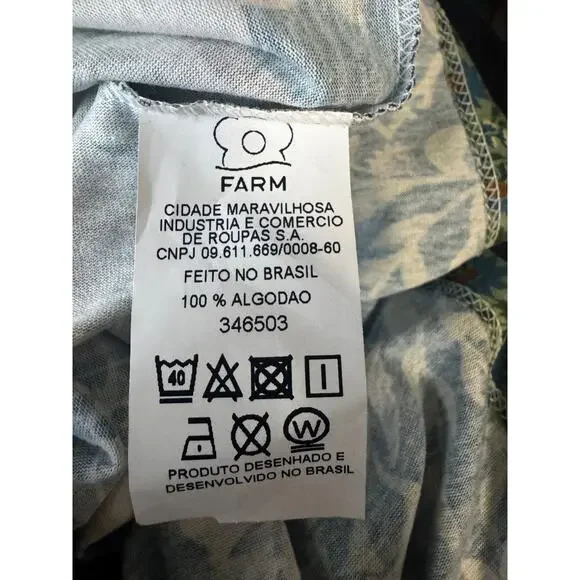 FARM
CIDADE MARAVILHOSA
INDUSTRIA E COMERCIO
DE ROUPAS S.A.
CNPJ 09.611.669/0008-60
FEITO NO BRASIL
100 % ALGODAO
346503
40
W
PRODUTO DESENHADO E
DESENVOLVIDO NO BRASIL